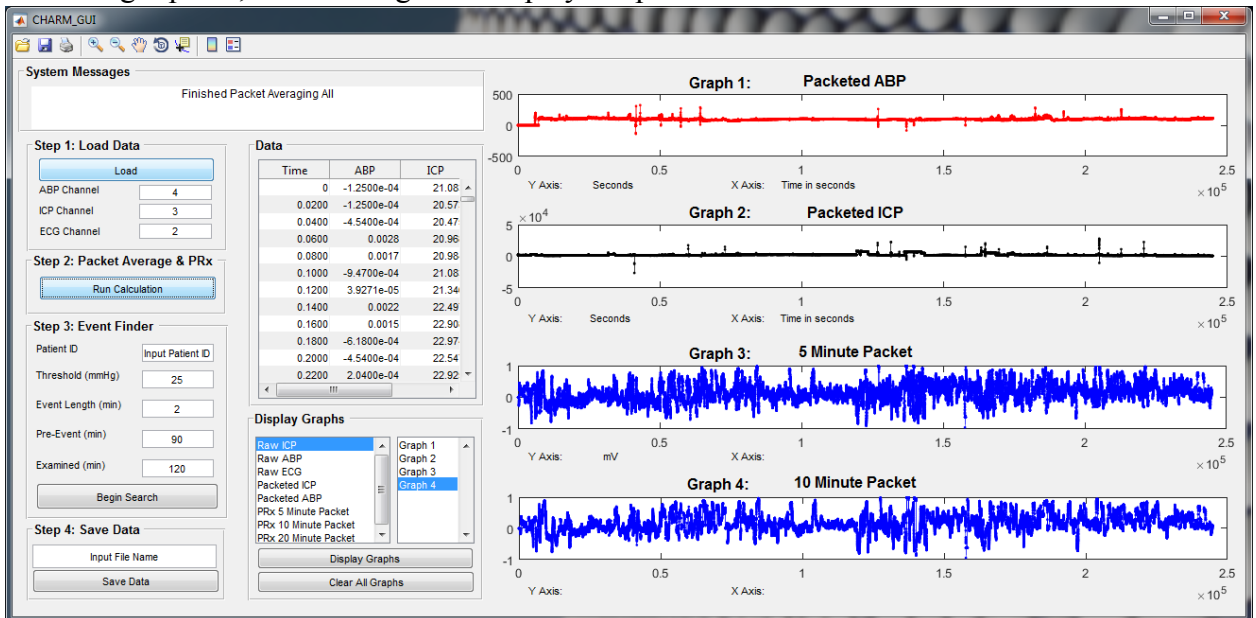 CHARM_GUI
System Messages
Finished Packet Averaging All
Step 1: Load Data
Load
ABP Channel 4
ICP Channel 3
ECG Channel 2
Step 2: Packet Average & PRx
Run Calculation
Step 3: Event Finder
Patient ID Input Patient ID
Threshold (mmHg) 25
Event Length (min) 2
Pre-Event (min) 90
Examined (min) 120
Begin Search
Step 4: Save Data
Input File Name
Save Data
Data
Time ABP ICP
0 -1.2500e-04 21.08
0.0200 -1.2500e-04 20.57
0.0400 -4.5400e-04 20.47
0.0600 0.0028 20.96
0.0800 0.0017 20.98
0.1000 -9.4700e-04 21.08
0.1200 3.9271e-05 21.34
0.1400 0.0022 22.49
0.1600 0.0015 22.90
0.1800 -6.1800e-04 22.97
0.2000 -4.5400e-04 22.54
0.2200 2.0400e-04 22.92
Display Graphs
Raw ICP
Raw ABP
Raw ECG
Packeted ICP
Packeted ABP
PRx 5 Minute Packet
PRx 10 Minute Packet
PRx 20 Minute Packet
Graph 1
Graph 2
Graph 3
Graph 4
Display Graphs
Clear All Graphs
Graph 1: Packeted ABP
500
0
-500
0 0.5 1 1.5 2 2.5
×10^5
Y Axis: Seconds X Axis: Time in seconds
Graph 2: Packeted ICP
×10^4
5
0
-5
0 0.5 1 1.5 2 2.5
×10^5
Y Axis: Seconds X Axis: Time in seconds
Graph 3: 5 Minute Packet
1
0
-1
0 0.5 1 1.5 2 2.5
×10^5
Y Axis: mV X Axis:
Graph 4: 10 Minute Packet
1
0
-1
0 0.5 1 1.5 2 2.5
×10^5
Y Axis: X Axis: